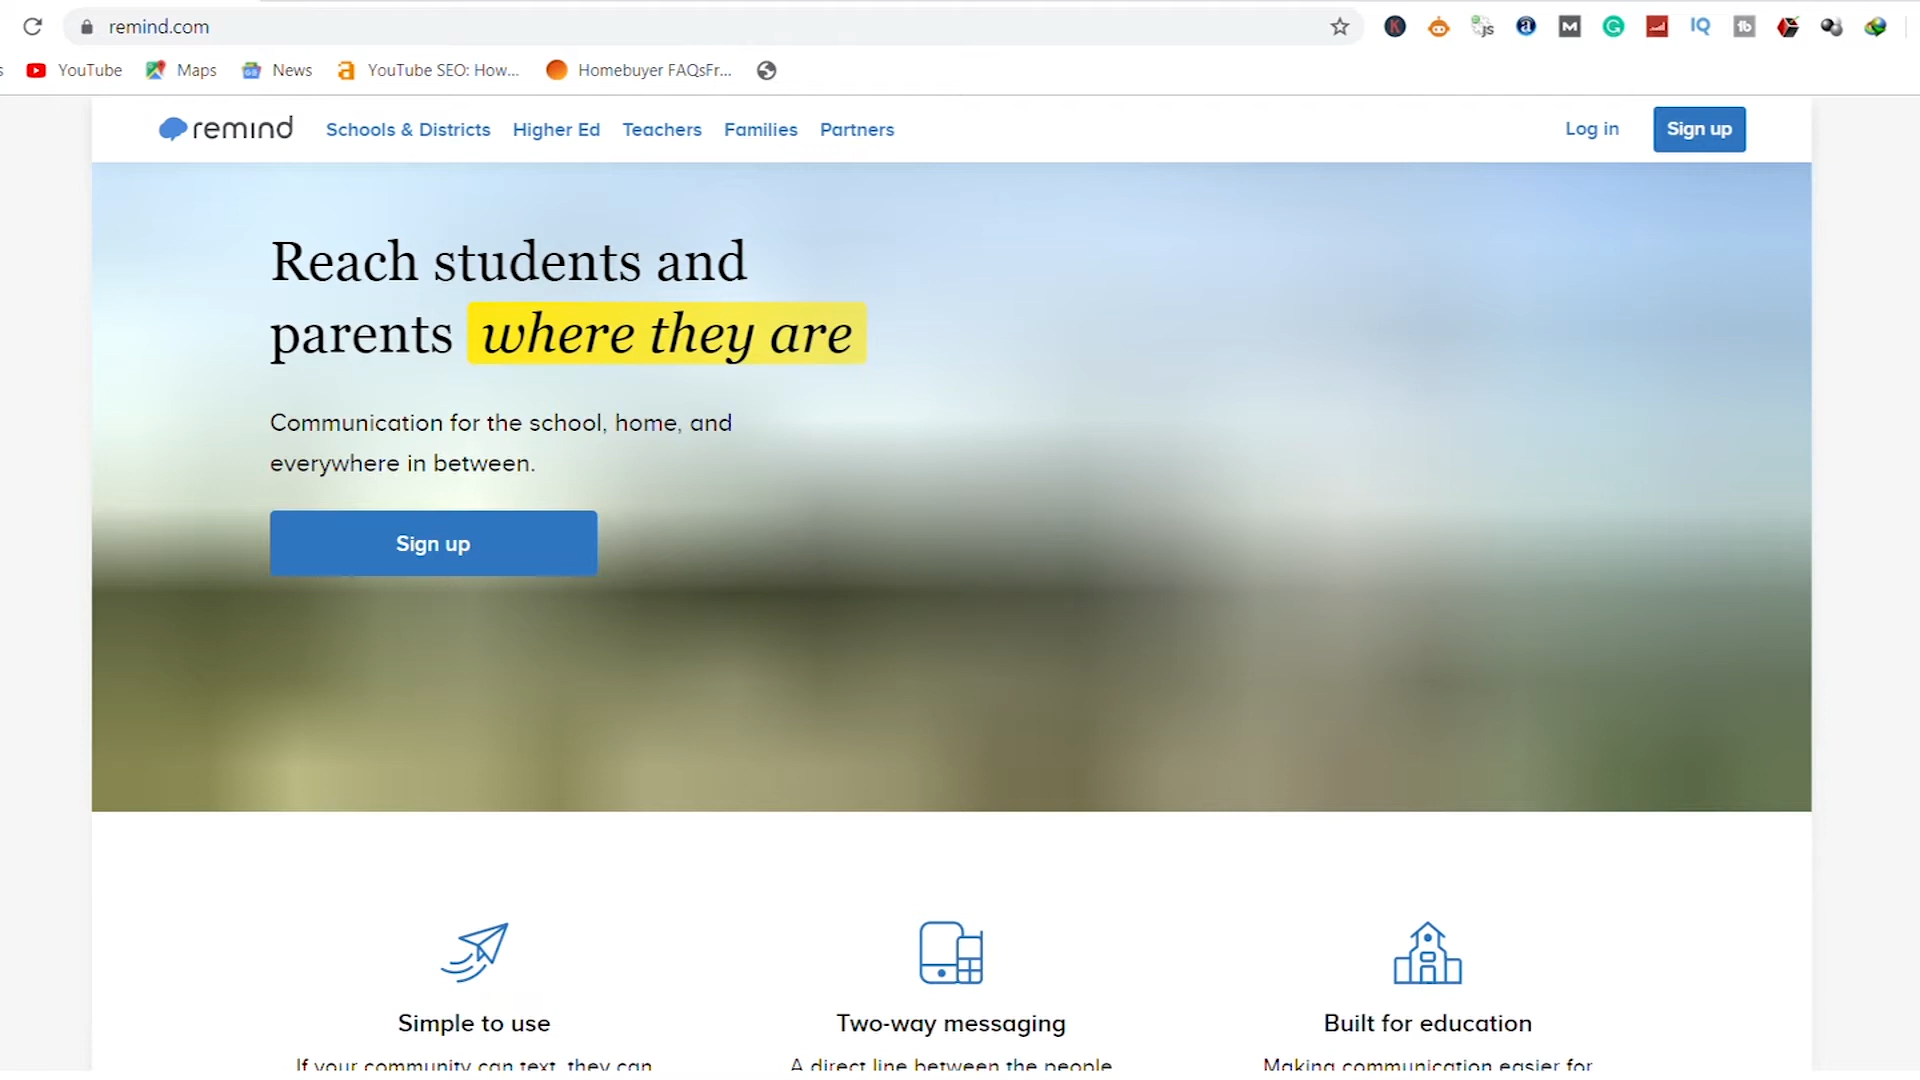 remind.com
YouTube Maps News YouTube SEO: How... Homebuyer FAQsFr...
remind Schools & Districts Higher Ed Teachers Families Partners Log in Sign up
Reach students and
parents where they are
Communication for the school, home, and
everywhere in between.
Sign up
Simple to use Two-way messaging Built for education
If your community can text, they can A direct line between the people Making communication easier for